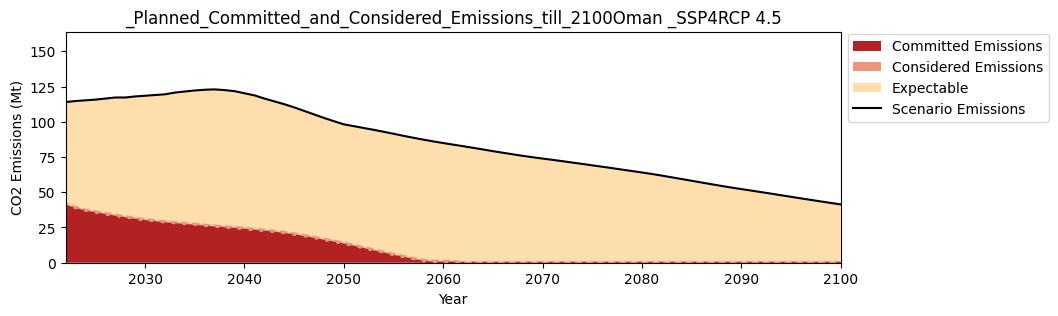 _Planned_Committed_and_Considered_Emissions_till_2100Oman _SSP4RCP 4.5
CO2 Emissions (Mt)
150
125
100
75
50
25
0
2030 2040 2050 2060 2070 2080 2090 2100
Year
Committed Emissions
Considered Emissions
Expectable
Scenario Emissions